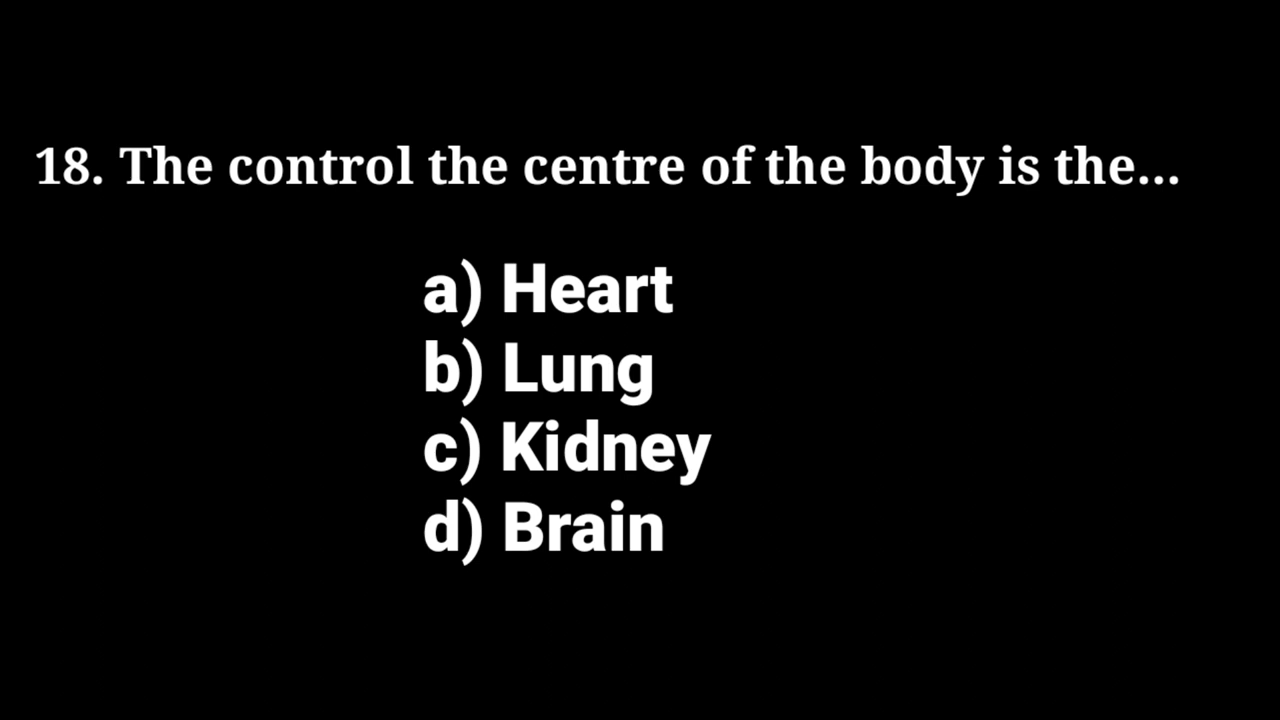 18. The control the centre of the body is the...
a) Heart
b) Lung
c) Kidney
d) Brain